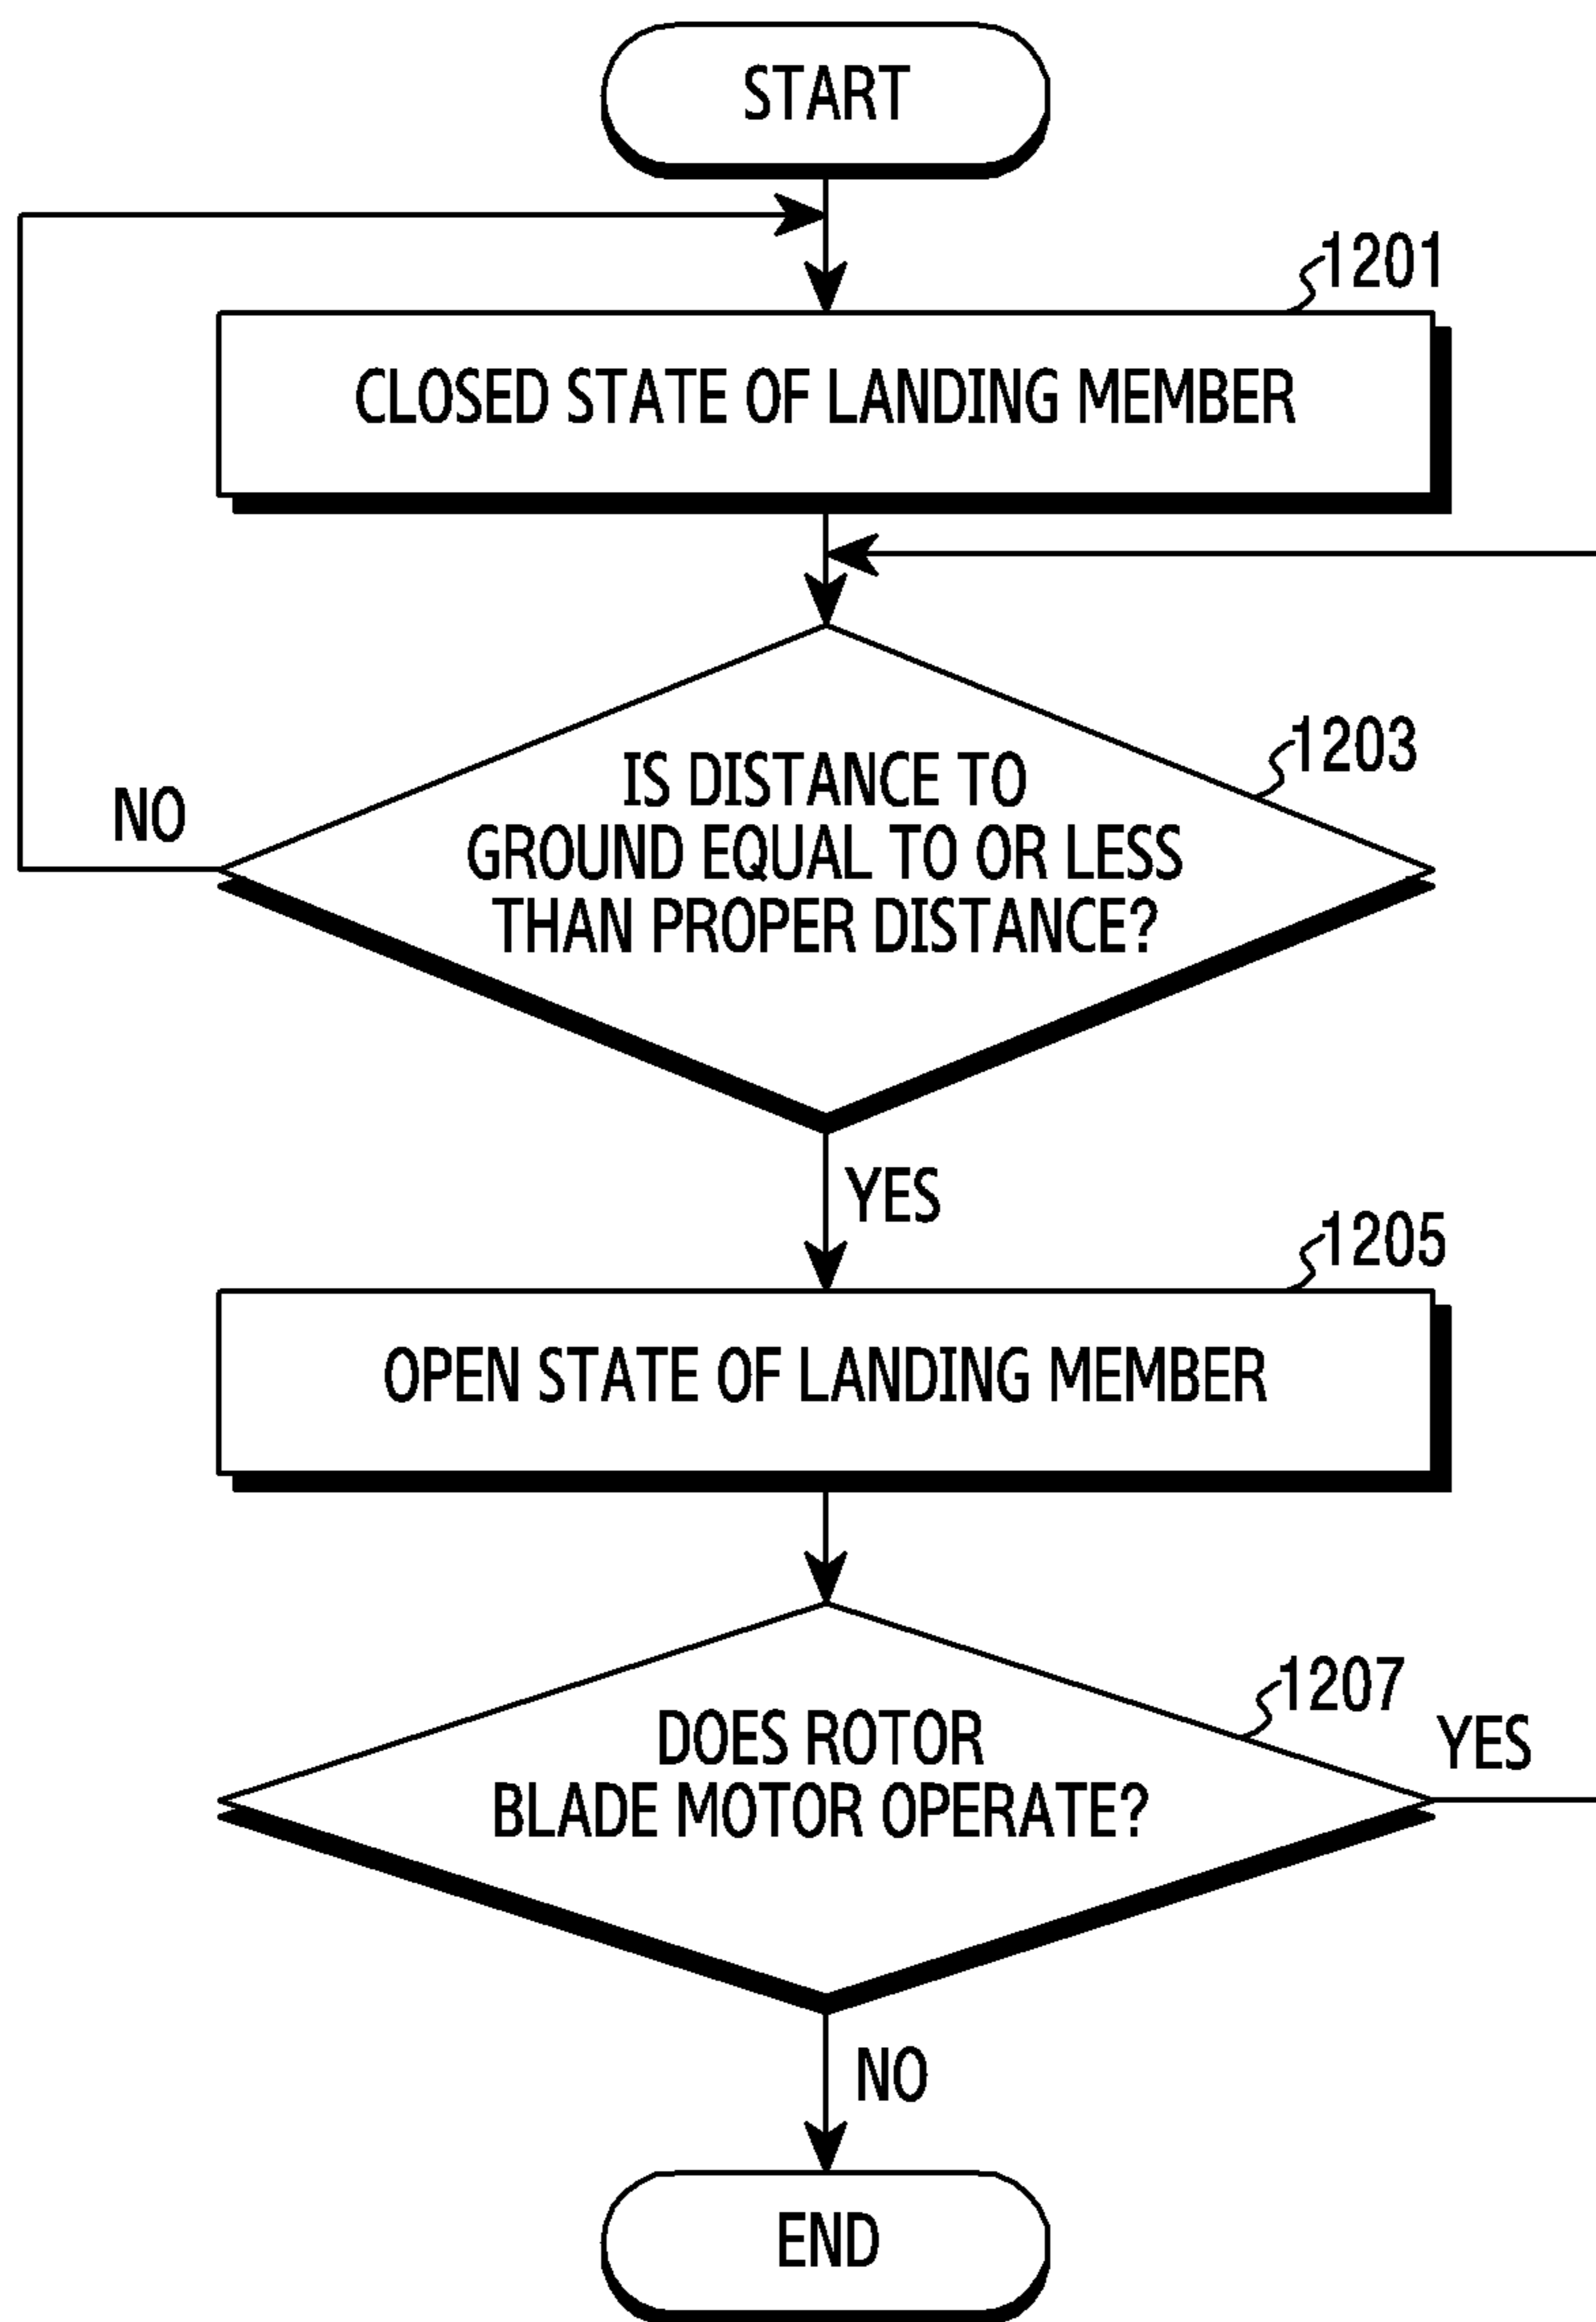 START
1201
CLOSED STATE OF LANDING MEMBER
1203
IS DISTANCE TO
GROUND EQUAL TO OR LESS
THAN PROPER DISTANCE?
NO
YES
1205
OPEN STATE OF LANDING MEMBER
1207
DOES ROTOR
BLADE MOTOR OPERATE?
YES
NO
END